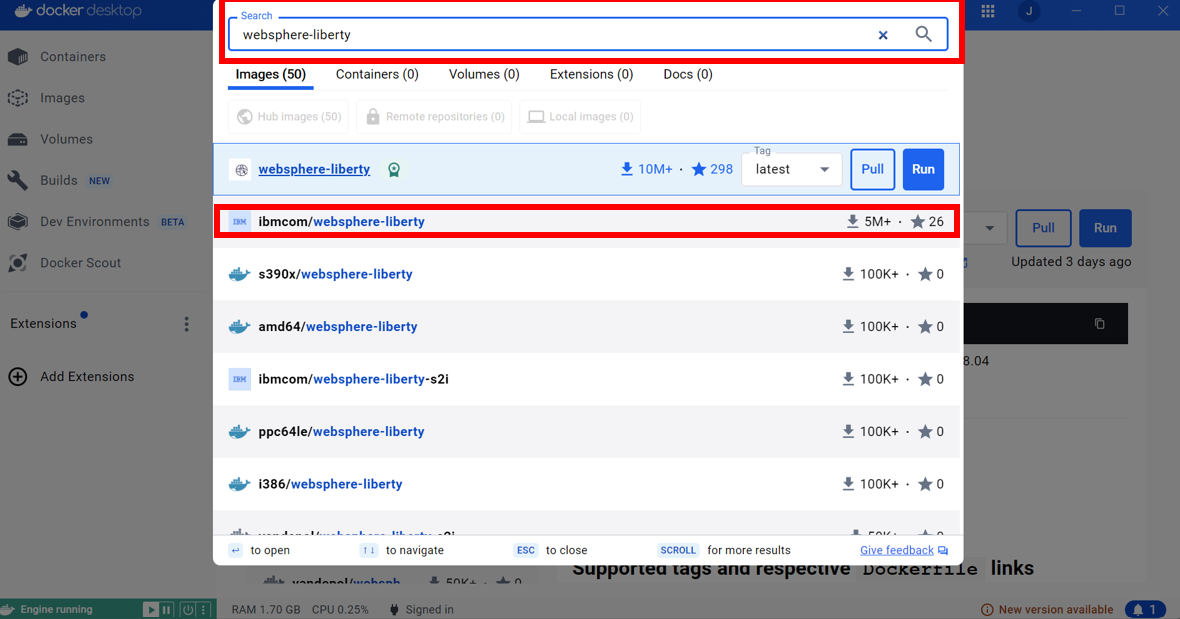 docker desktop
J
Search
websphere-liberty
Images (50) Containers (0) Volumes (0) Extensions (0) Docs (0)
Hub images (50) Remote repositories (0) Local images (0)
Containers
Images
Volumes
Builds NEW
Dev Environments BETA
Docker Scout
Extensions
Add Extensions
websphere-liberty 10M+ · 298 Tag latest Pull Run
IBM ibmcom/websphere-liberty 5M+ · 26
s390x/websphere-liberty 100K+ · 0
amd64/websphere-liberty 100K+ · 0
IBM ibmcom/websphere-liberty-s2i 100K+ · 0
ppc64le/websphere-liberty 100K+ · 0
i386/websphere-liberty 100K+ · 0
Pull Run
Updated 3 days ago
8.04
to open to navigate ESC to close SCROLL for more results Give feedback
Supported tags and respective Dockerfile links
50K+ · 0
Engine running RAM 1.70 GB CPU 0.25% Signed in New version available 1